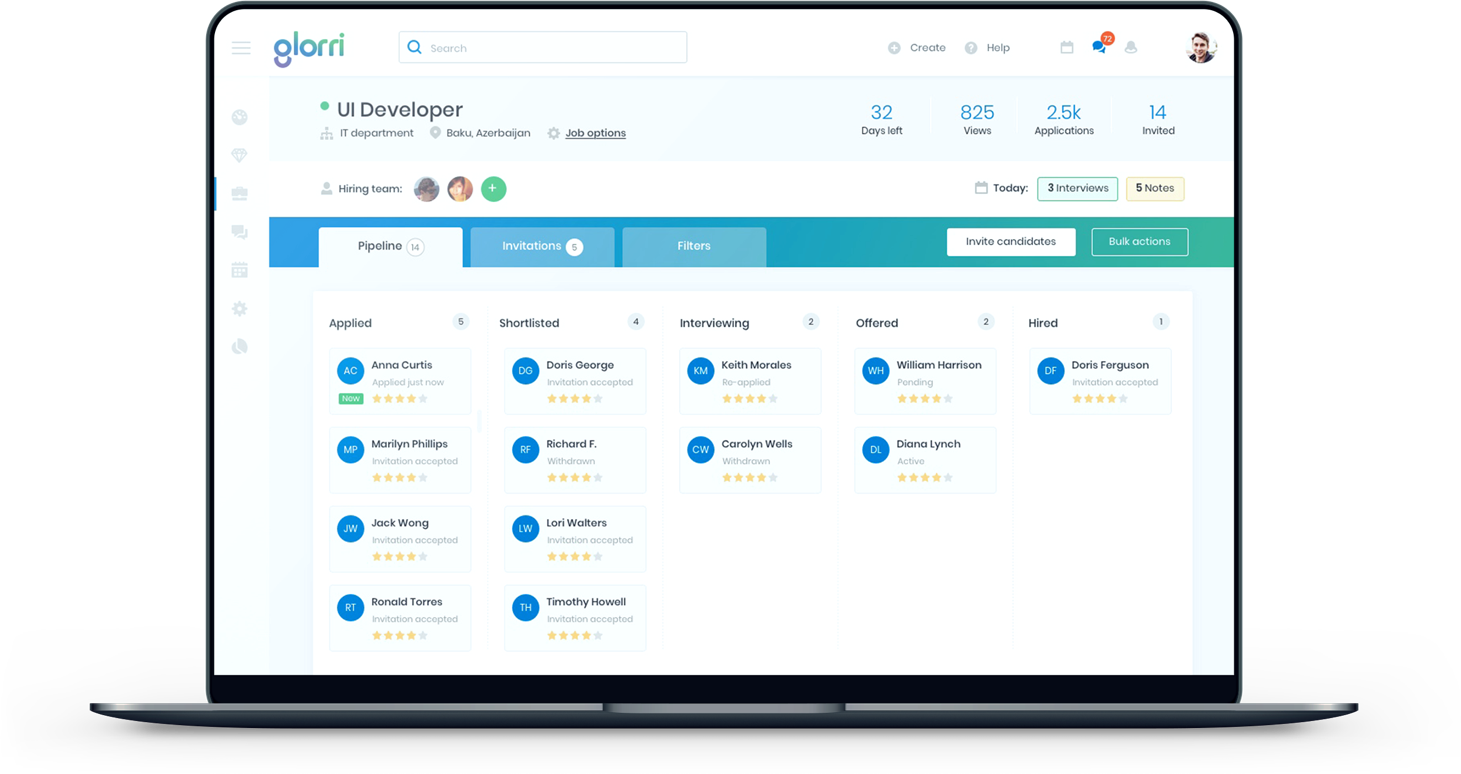 glorri
Search
Create
Help
72
UI Developer
IT department
Baku, Azerbaijan
Job options
32
Days left
825
Views
2.5k
Applications
14
Invited
Hiring team:
+
Today:
3 Interviews
5 Notes
Pipeline 14
Invitations 5
Filters
Invite candidates
Bulk actions
Applied 5
AC
Anna Curtis
Applied just now
New
MP
Marilyn Phillips
Invitation accepted
JW
Jack Wong
Invitation accepted
RT
Ronald Torres
Invitation accepted
Shortlisted 4
DG
Doris George
Invitation accepted
RF
Richard F.
Withdrawn
LW
Lori Walters
Invitation accepted
TH
Timothy Howell
Invitation accepted
Interviewing 2
KM
Keith Morales
Re-applied
CW
Carolyn Wells
Withdrawn
Offered 2
WH
William Harrison
Pending
DL
Diana Lynch
Active
Hired 1
DF
Doris Ferguson
Invitation accepted